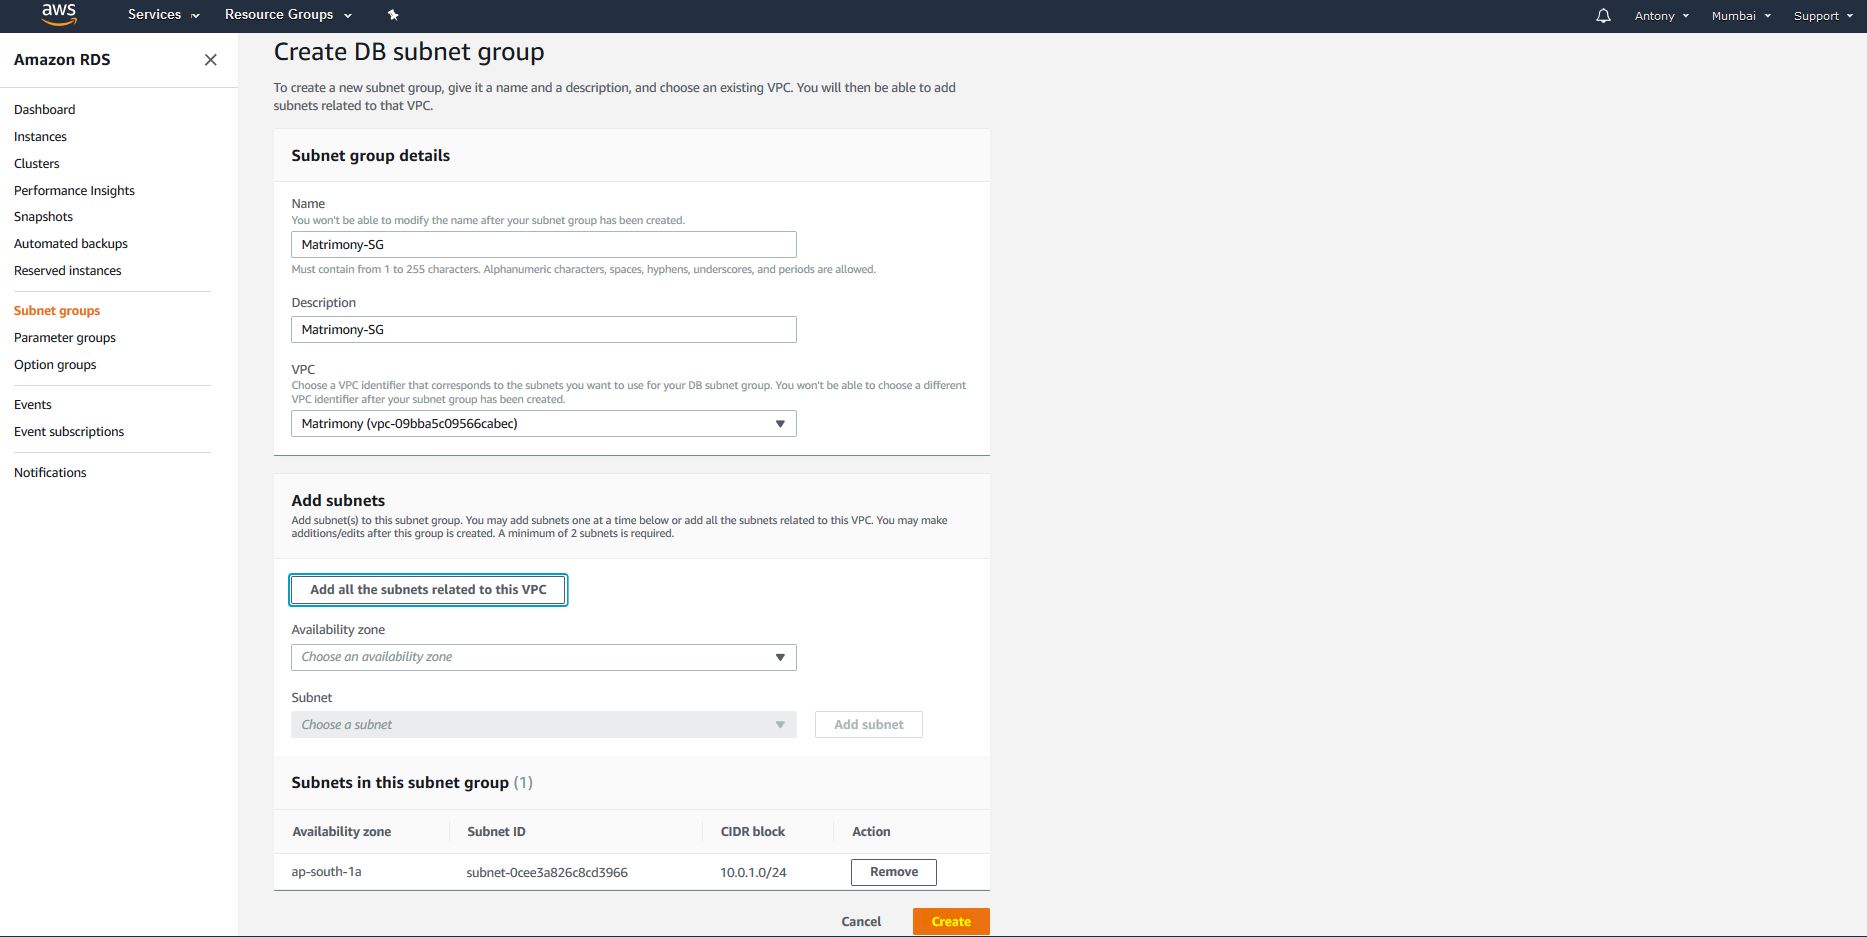 aws Services Resource Groups Antony Mumbai Support
Amazon RDS
Dashboard
Instances
Clusters
Performance Insights
Snapshots
Automated backups
Reserved instances
Subnet groups
Parameter groups
Option groups
Events
Event subscriptions
Notifications
Create DB subnet group
To create a new subnet group, give it a name and a description, and choose an existing VPC. You will then be able to add
subnets related to that VPC.
Subnet group details
Name
You won't be able to modify the name after your subnet group has been created.
Matrimony-SG
Must contain from 1 to 255 characters. Alphanumeric characters, spaces, hyphens, underscores, and periods are allowed.
Description
Matrimony-SG
VPC
Choose a VPC identifier that corresponds to the subnets you want to use for your DB subnet group. You won't be able to choose a different
VPC identifier after your subnet group has been created.
Matrimony (vpc-09bba5c09566cabec)
Add subnets
Add subnet(s) to this subnet group. You may add subnets one at a time below or add all the subnets related to this VPC. You may make
additions/edits after this group is created. A minimum of 2 subnets is required.
Add all the subnets related to this VPC
Availability zone
Choose an availability zone
Subnet
Choose a subnet Add subnet
Subnets in this subnet group (1)
Availability zone Subnet ID CIDR block Action
ap-south-1a subnet-0cee3a826c8cd3966 10.0.1.0/24 Remove
Cancel Create